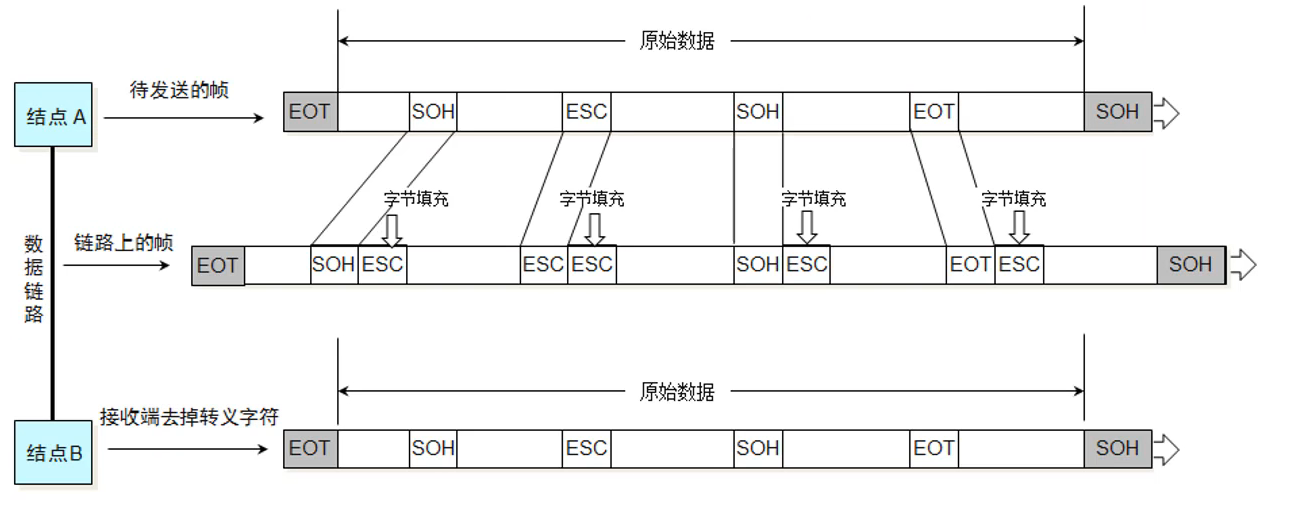 原始数据
结点 A
待发送的帧
EOT SOH ESC SOH EOT SOH
字节填充 字节填充 字节填充 字节填充
数据链路
链路上的帧
EOT SOH ESC ESC ESC SOH ESC EOT ESC SOH
原始数据
接收端去掉转义字符
结点B
EOT SOH ESC SOH EOT SOH